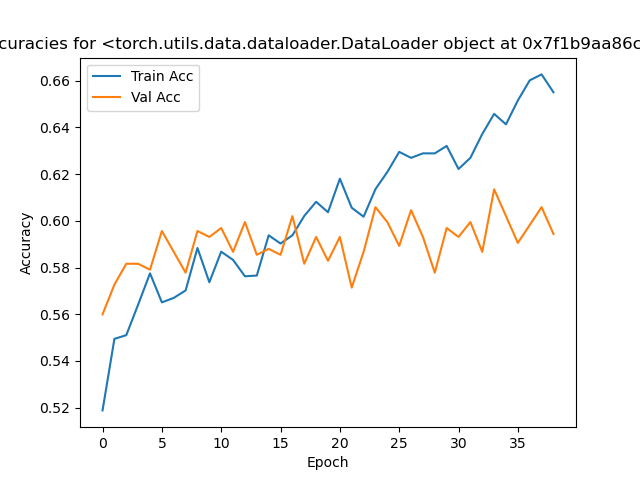 curacies for <torch.utils.data.dataloader.DataLoader object at 0x7f1b9aa86c
Train Acc
Val Acc
0.66
0.64
0.62
0.60
0.58
0.56
0.54
0.52
Accuracy
0 5 10 15 20 25 30 35
Epoch